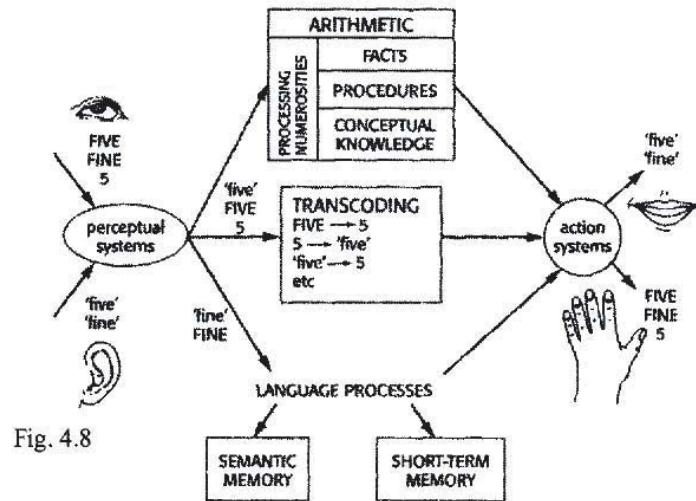 ARITHMETIC
PROCESSING
NUMEROSITIES
FACTS
PROCEDURES
CONCEPTUAL
KNOWLEDGE
FIVE
FINE
5
perceptual
systems
'five'
'fine'
'five'
FIVE
5
'fine'
FINE
TRANSCODING
FIVE → 5
5 → 'five'
'five' → 5
etc
action
systems
'five'
'fine'
FIVE
FINE
5
LANGUAGE PROCESSES
SEMANTIC
MEMORY
SHORT-TERM
MEMORY
Fig. 4.8